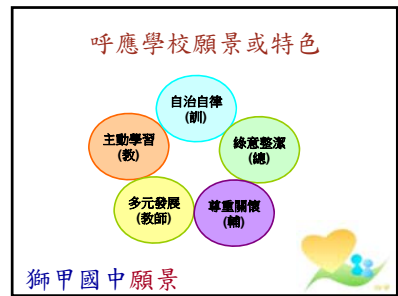 呼應學校願景或特色
自治自律
(訓)
主動學習
(教)
綠意整潔
(總)
多元發展
(教師)
尊重關懷
(輔)
獅甲國中願景